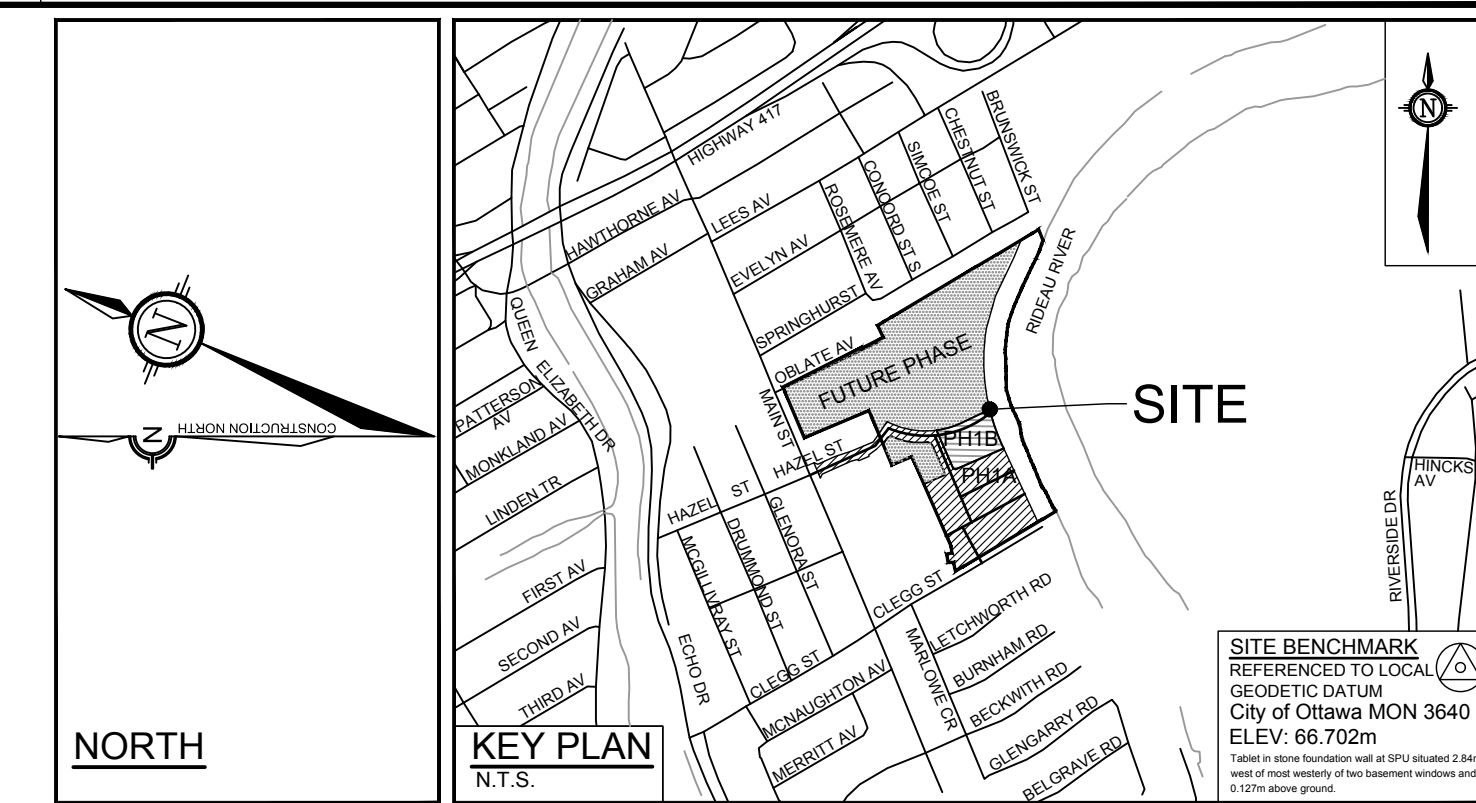 N
CONSTRUCTION NORTH
N
NORTH
HIGHWAY 417
HAWTHORNE AV
GRAHAM AV
LEES AV
EVELYN AV
SPRINGHURST
OBLATE AV
ROSEMERE AV
CONCORD ST S
SIMCOE ST
CHESTNUT ST
BRUNSWICK ST
RIDEAU RIVER
QUEEN ELIZABETH DR
PATTERSON
AV
MONKLAND AV
LINDEN TR
FIRST AV
SECOND AV
THIRD AV
MAIN ST
HAZEL ST
HAZEL ST
FUTURE PHASE
PH1B
PH1A
SITE
MCGILLIVRAY ST
DRUMMOND ST
GLENORA ST
ECHO DR
CLEGG ST
CLEGG ST
MCNAUGHTON AV
MERRITT AV
MARLOWE CR
LETCHWORTH RD
BURNHAM RD
BECKWITH RD
GLENGARRY RD
BELGRAVE RD
KEY PLAN
N.T.S.
N
HINCKS
AV
RIVERSIDE DR
SITE BENCHMARK
REFERENCED TO LOCAL
GEODETIC DATUM
City of Ottawa MON 3640
ELEV: 66.702m
Tablet in stone foundation wall at SPU situated 2.84m
west of most westerly of two basement windows and
0.127m above ground.